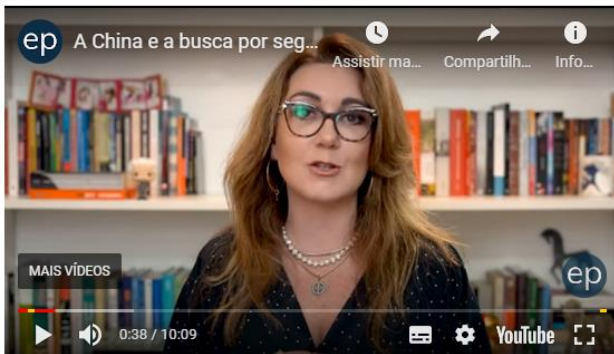 ep
A China e a busca por seg...
Assistir ma...
Compartilh...
Info...
MAIS VÍDEOS
ep
0:38 / 10:09
YouTube